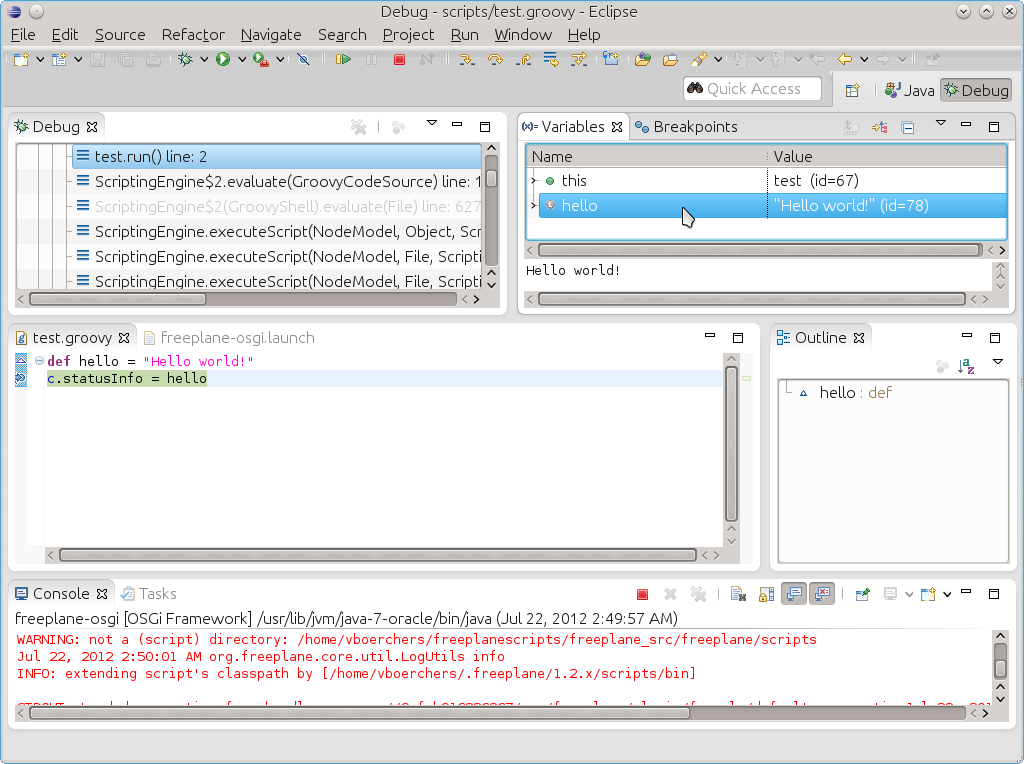 Debug - scripts/test.groovy - Eclipse
File Edit Source Refactor Navigate Search Project Run Window Help
Quick Access
Java
Debug
Debug
test.run() line: 2
ScriptingEngine$2.evaluate(GroovyCodeSource) line: 1
ScriptingEngine$2(GroovyShell).evaluate(File) line: 627
ScriptingEngine.executeScript(NodeModel, Object, Scr
ScriptingEngine.executeScript(NodeModel, File, Scripti
ScriptingEngine.executeScript(NodeModel, File, Scripti
(x)= Variables Breakpoints
Name Value
this test (id=67)
hello "Hello world!" (id=78)
Hello world!
test.groovy freeplane-osgi.launch
def hello = "Hello world!"
c.statusInfo = hello
Outline
hello : def
Console Tasks
freeplane-osgi [OSGi Framework] /usr/lib/jvm/java-7-oracle/bin/java (Jul 22, 2012 2:49:57 AM)
WARNING: not a (script) directory: /home/vboerchers/freeplanescripts/freeplane_src/freeplane/scripts
Jul 22, 2012 2:50:01 AM org.freeplane.core.util.LogUtils info
INFO: extending script's classpath by [/home/vboerchers/.freeplane/1.2.x/scripts/bin]